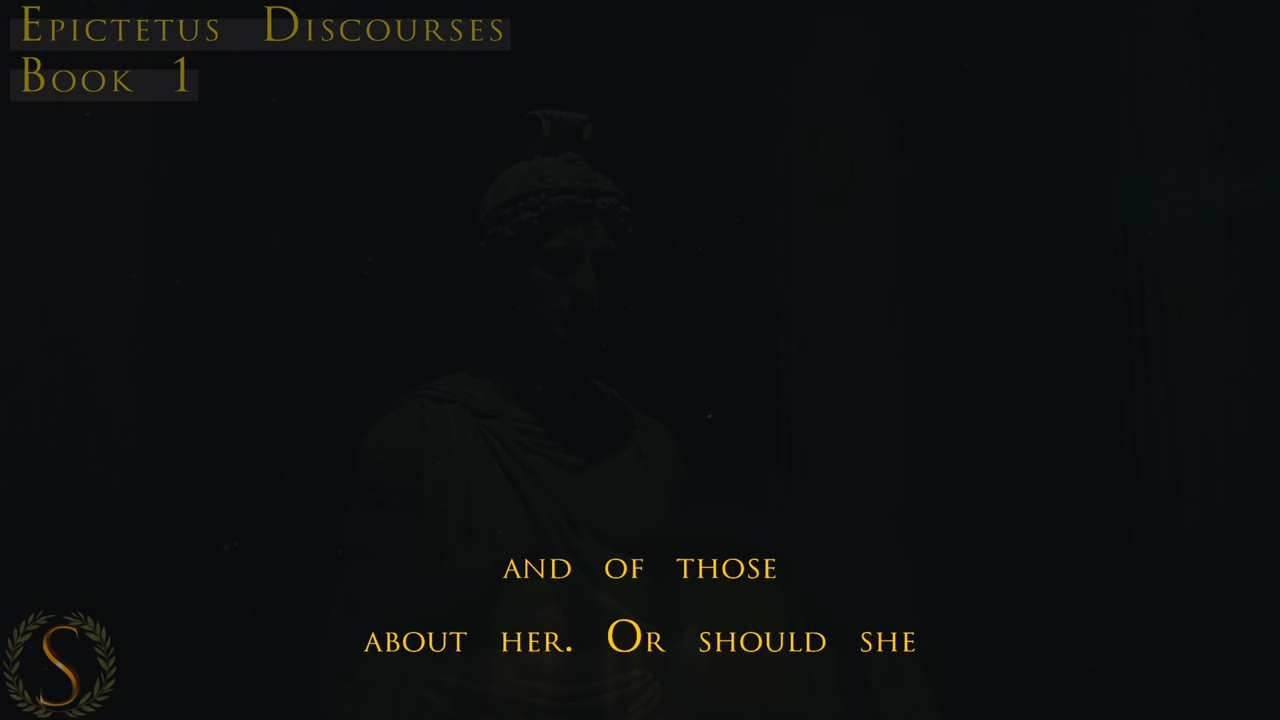 Epictetus Discourses
Book 1
and of those
about her. Or should she
S